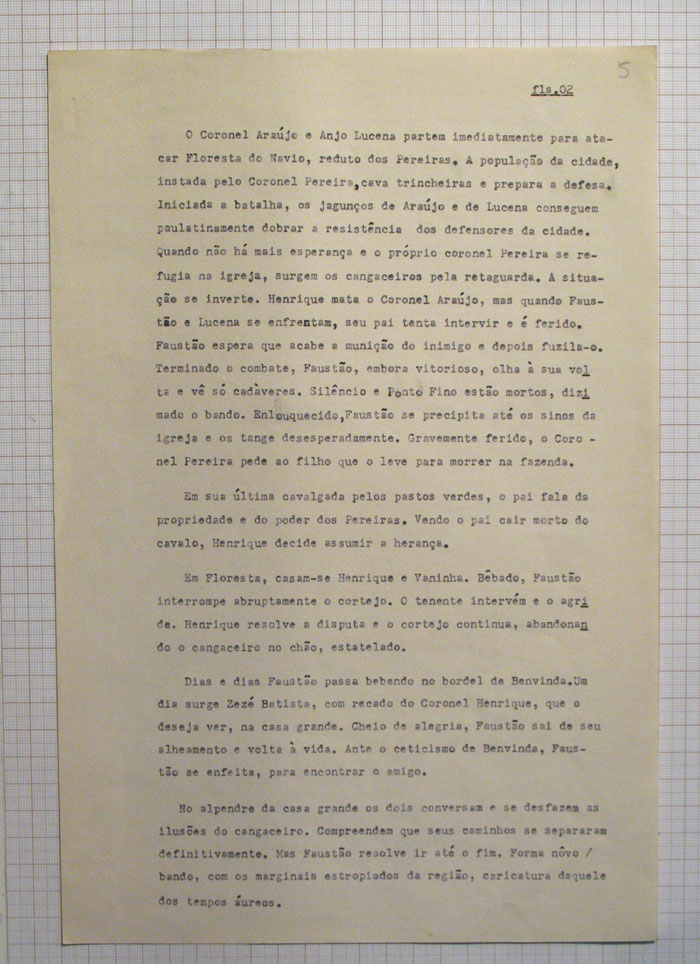 5
fls.02
O Coronel Araújo e Anjo Lucena partem imediatamente para ata-
car Floresta do Navio, reduto dos Pereiras. A população da cidade,
instada pelo Coronel Pereira,cava trincheiras e prepara a defesa.
Iniciada a batalha, os jagunços de Araújo e de Lucena conseguem
paulatinamente dobrar a resistência dos defensores da cidade.
Quando não há mais esperança e o próprio coronel Pereira se re-
fugia na igreja, surgem os cangaceiros pela retaguarda. A situa-
ção se inverte. Henrique mata o Coronel Araújo, mas quando Faus-
tão e Lucena se enfrentam, seu pai tenta intervir e é ferido.
Faustão espera que acabe a munição do inimigo e depois fuzila-o.
Terminado o combate, Faustão, embora vitorioso, olha à sua vol
ta e vê só cadàveres. Silêncio e Ponto Fino estão mortos, dizi
mado o bando. Enlouquecido,Faustão se precipita até os sinos da
igreja e os tange desesperadamente. Gravemente ferido, o Coro -
nel Pereira pede ao filho que o leve para morrer na fazenda.
Em sua última cavalgada pelos pastos verdes, o pai fala da
propriedade e do poder dos Pereiras. Vendo o pai cair morto do
cavalo, Henrique decide assumir a herança.
Em Floresta, casam-se Henrique e Vaninha. Bêbado, Faustão
interrompe abruptamente o cortejo. O tenente intervém e o agri
de. Henrique resolve a disputa e o cortejo continua, abandonan
do o cangaceiro no chão, estatelado.
Dias e dias Faustão passa bebendo no bordel de Benvinda.Um
dia surge Zezé Batista, com recado do Coronel Henrique, que o
deseja ver, na casa grande. Cheio de alegria, Faustão sai de seu
alheamento e volta à vida. Ante o ceticismo de Benvinda, Faus-
tão se enfeita, para encontrar o amigo.
No alpendre da casa grande os dois conversam e se desfazem as
ilusões do cangaceiro. Compreendem que seus caminhos se separaram
definitivamente. Mas Faustão resolve ir até o fim. Forma nôvo /
bando, com os marginais estropiados da região, caricatura daquele
dos tempos áureos.